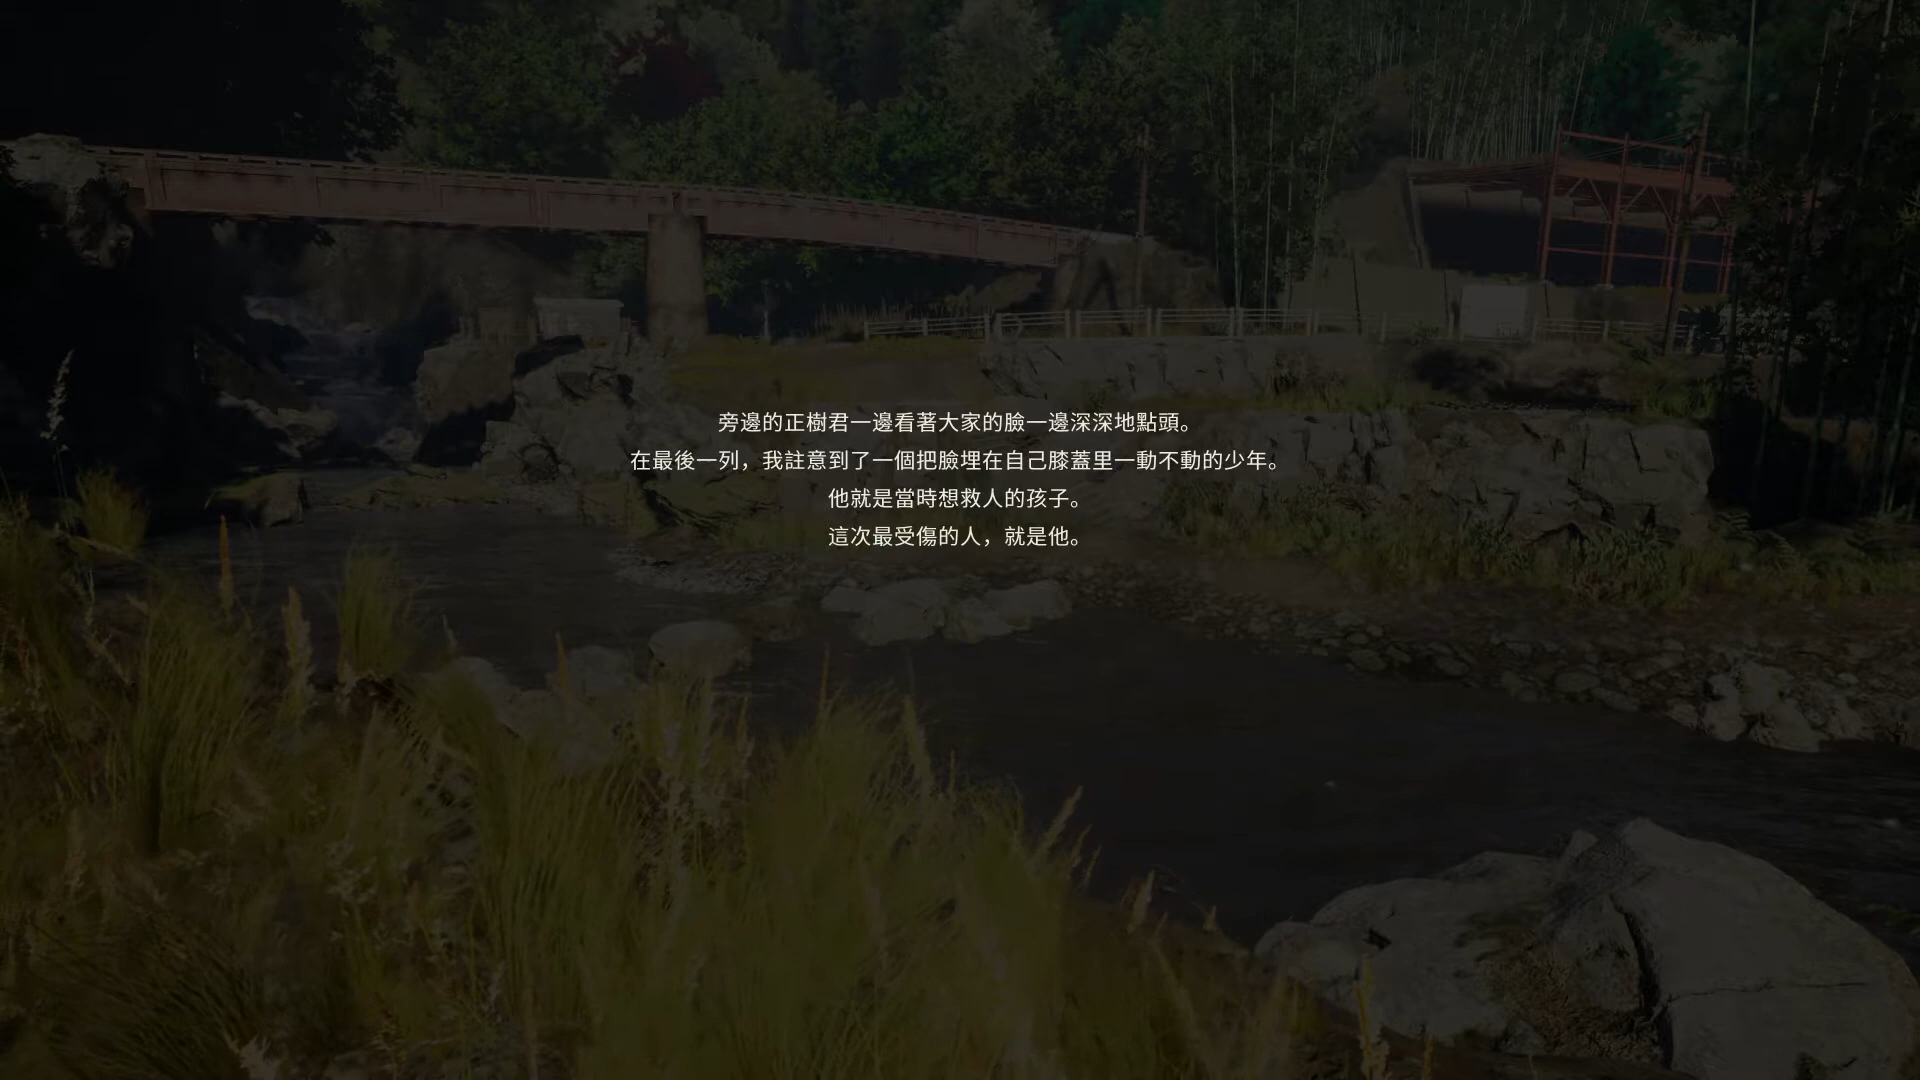 旁邊的正樹君一邊看著大家的臉一邊深深地點頭。
在最後一列，我註意到了一個把臉埋在自己膝蓋里一動不動的少年。
他就是當時想救人的孩子。
這次最受傷的人，就是他。